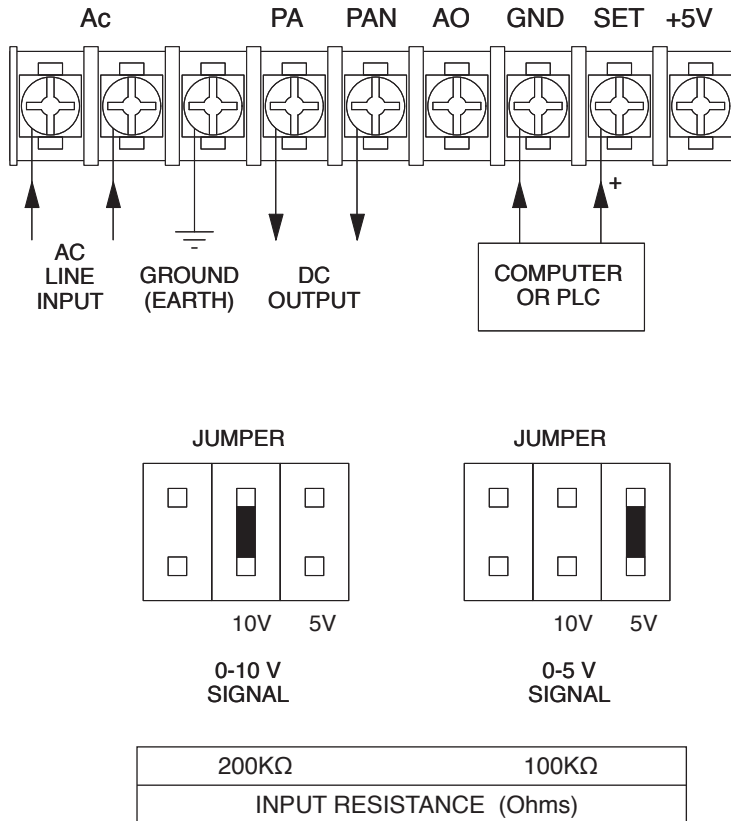 Ac PA PAN AO GND SET +5V
+
AC
LINE
INPUT
GROUND
(EARTH)
DC
OUTPUT
COMPUTER
OR PLC
JUMPER
10V 5V
0-10 V
SIGNAL
JUMPER
10V 5V
0-5 V
SIGNAL
200KΩ 100KΩ
INPUT RESISTANCE (Ohms)